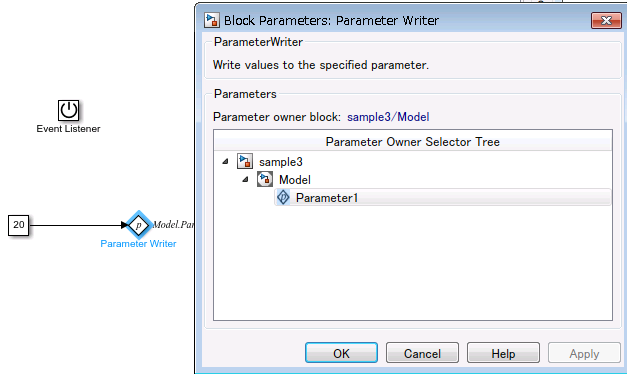 Block Parameters: Parameter Writer
ParameterWriter
Write values to the specified parameter.
Parameters
Parameter owner block: sample3/Model
Parameter Owner Selector Tree
sample3
Model
p Parameter1
OK Cancel Help Apply
Event Listener
20
p
Model.Par
Parameter Writer